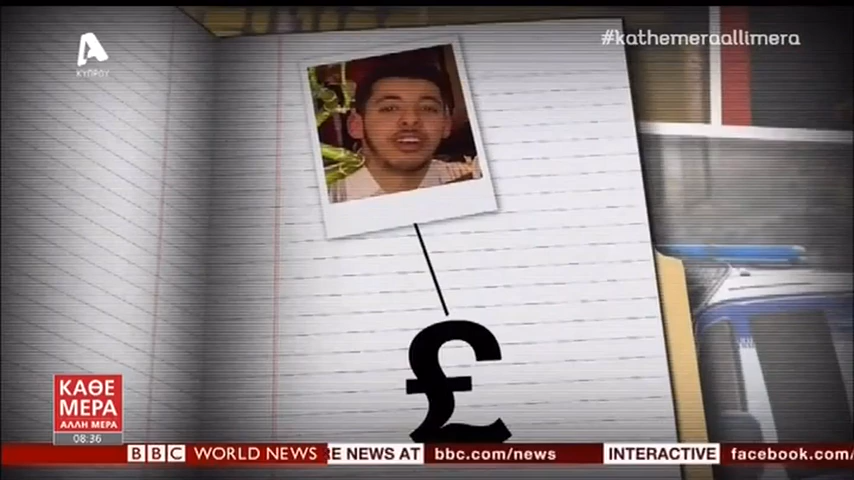 #kathemeraallimera
ΚΥΠΡΟΥ
£
ΚΑΘΕ
ΜΕΡΑ
ΑΛΛΗ ΜΕΡΑ
08:36
BBC WORLD NEWS RE NEWS AT bbc.com/news INTERACTIVE facebook.com/